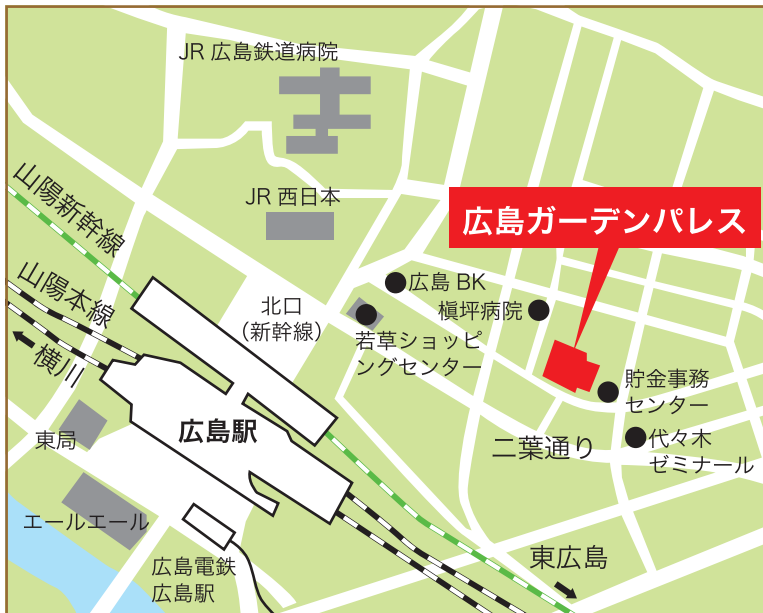 JR 広島鉄道病院
山陽新幹線
JR 西日本
広島ガーデンパレス
山陽本線
北口
（新幹線）
広島 BK
槇坪病院
若草ショッピ
ングセンター
横川
貯金事務
センター
広島駅
東局
二葉通り
代々木
ゼミナール
エールエール
広島電鉄
広島駅
東広島